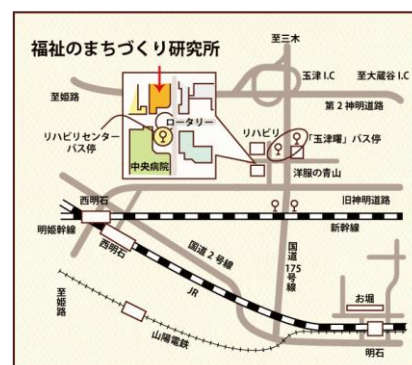 福祉のまちづくり研究所
至三木
玉津 I.C
至大蔵谷 I.C
至姫路
第2神明道路
ロータリー
リハビリ
「玉津曙」バス停
リハビリセンター
バス停
中央病院
洋服の青山
西明石
旧神明道路
明姫幹線
新幹線
西明石
国道2号線
国道
175
号線
至姫路
JR
お堀
山陽電鉄
明石